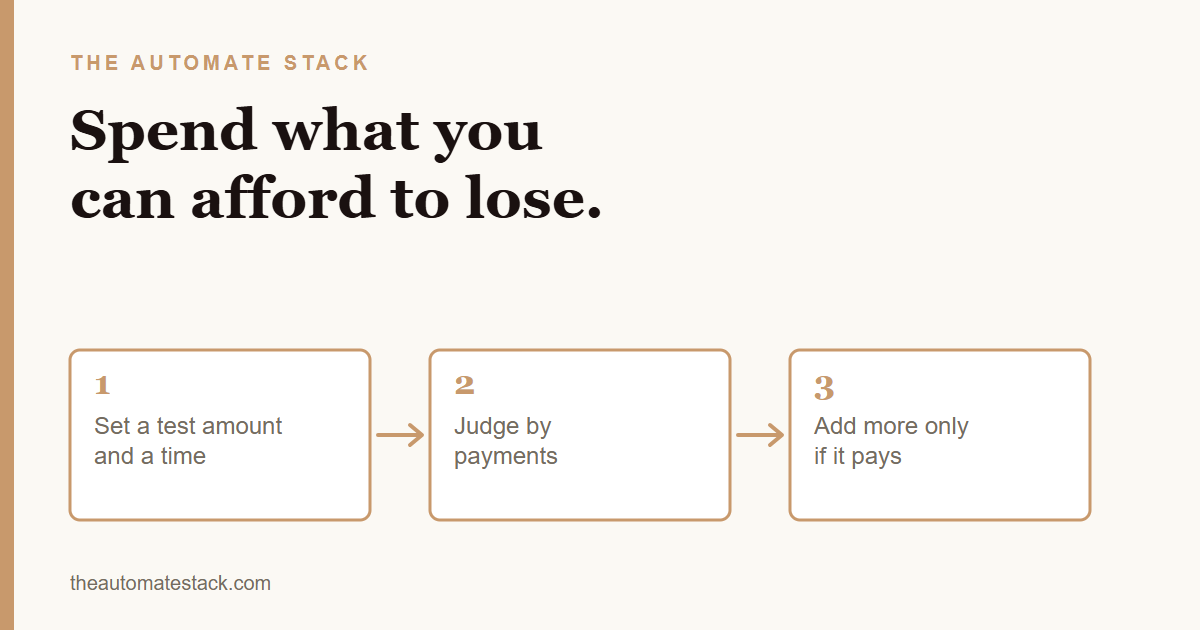 THE AUTOMATE STACK
Spend what you
can afford to lose.
1
Set a test amount
and a time
2
Judge by
payments
3
Add more only
if it pays
theautomatestack.com